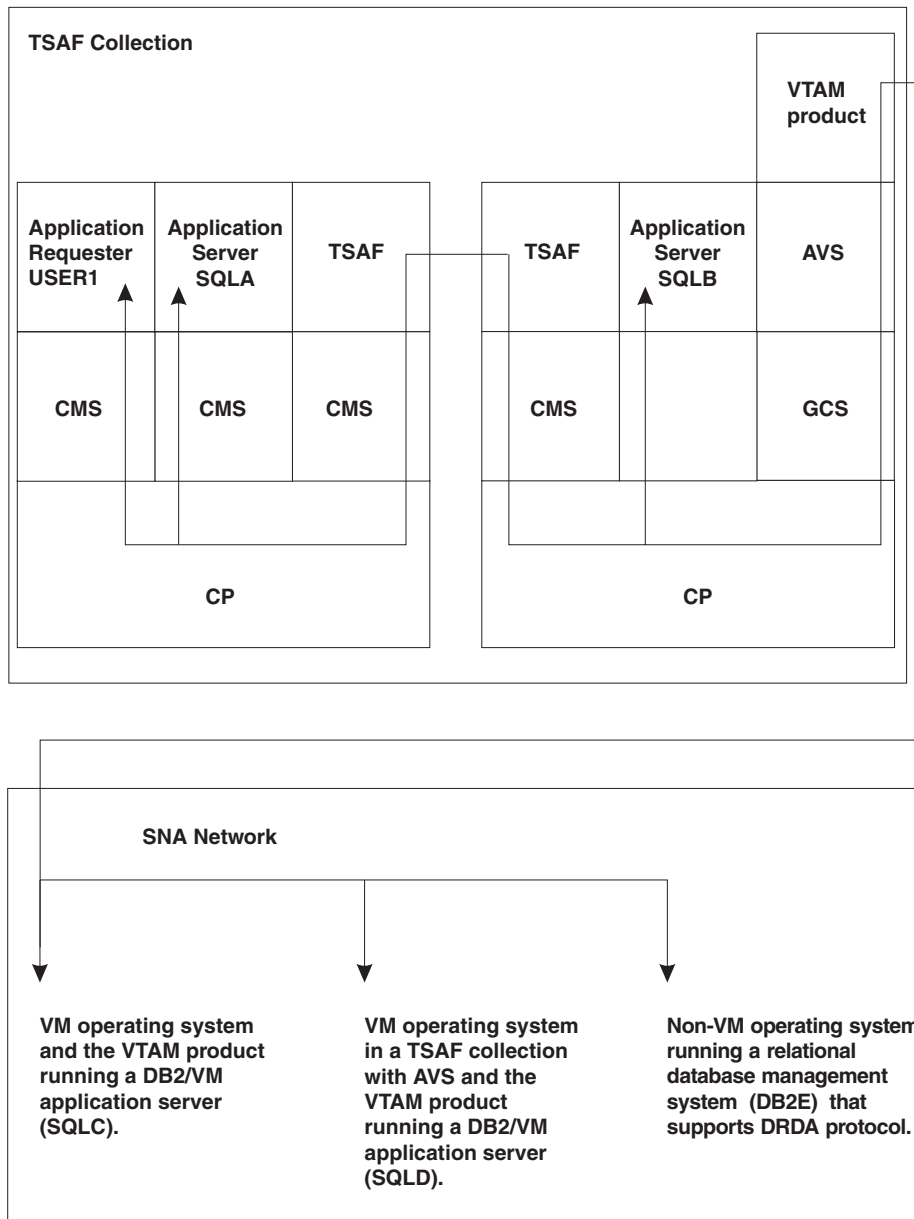 TSAF Collection
VTAM
product
Application
Requester
USER1
Application
Server
SQLA
TSAF
TSAF
Application
Server
SQLB
AVS
CMS
CMS
CMS
CMS
GCS
CP
CP
SNA Network
VM operating system
and the VTAM product
running a DB2/VM
application server
(SQLC).
VM operating system
in a TSAF collection
with AVS and the
VTAM product
running a DB2/VM
application server
(SQLD).
Non-VM operating system
running a relational
database management
system (DB2E) that
supports DRDA protocol.